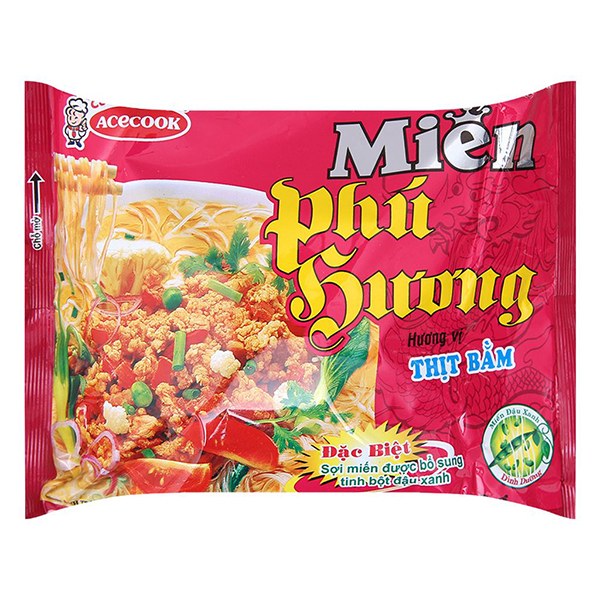 ACECOOK
Miến
Phú
Hương
Chỗ mở
Hương vị
THỊT BẰM
Đặc Biệt
Sợi miến được bổ sung
tinh bột đậu xanh
Miến Đậu Xanh
Dinh Dưỡng